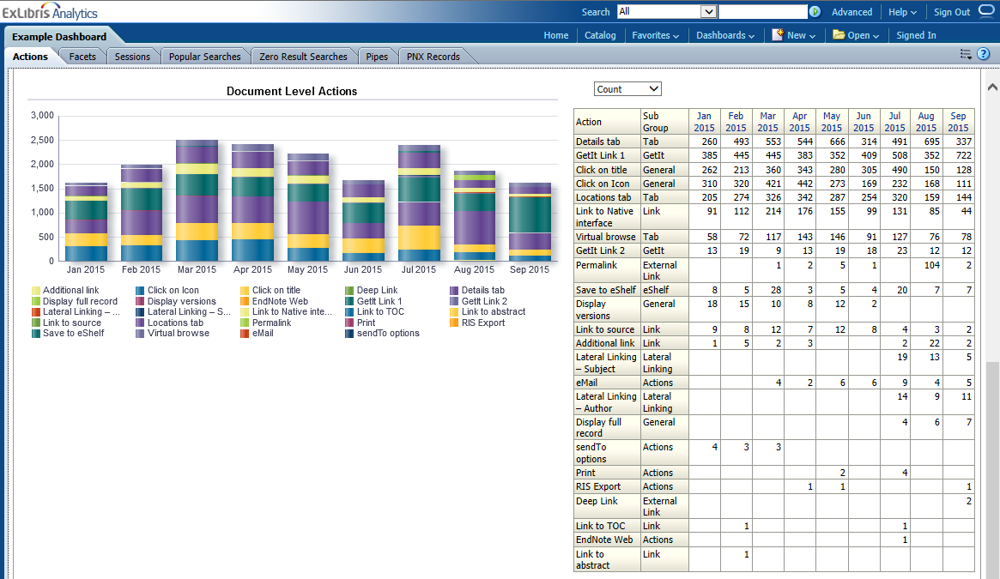 ExLibris Analytics
Search All Advanced Help Sign Out
Example Dashboard
Home Catalog Favorites Dashboards New Open Signed In
Actions Facets Sessions Popular Searches Zero Result Searches Pipes PNX Records
Document Level Actions
3,000
2,500
2,000
1,500
1,000
500
0
Jan 2015 Feb 2015 Mar 2015 Apr 2015 May 2015 Jun 2015 Jul 2015 Aug 2015 Sep 2015
Additional link Click on Icon Click on title Deep Link Details tab
Display full record Display versions EndNote Web GetIt Link 1 GetIt Link 2
Lateral Linking – ... Lateral Linking – S... Link to Native inte... Link to TOC Link to abstract
Link to source Locations tab Permalink Print RIS Export
Save to eShelf Virtual browse eMail sendTo options
Count
Action Sub Group Jan 2015 Feb 2015 Mar 2015 Apr 2015 May 2015 Jun 2015 Jul 2015 Aug 2015 Sep 2015
Details tab Tab 260 493 553 544 666 314 491 695 337
GetIt Link 1 GetIt 385 445 445 383 352 409 508 352 722
Click on title General 262 213 360 343 280 305 490 150 128
Click on Icon General 310 320 421 442 273 169 232 168 111
Locations tab Tab 205 274 326 342 287 254 320 159 144
Link to Native interface Link 91 112 214 176 155 99 131 85 44
Virtual browse Tab 58 72 117 143 146 91 127 76 78
GetIt Link 2 GetIt 13 19 9 13 19 18 23 12 12
Permalink External Link 1 2 5 1 104 2
Save to eShelf eShelf 8 5 28 3 5 4 20 7 7
Display versions General 18 15 10 8 12 2
Link to source Link 9 8 12 7 12 8 4 3 2
Additional link Link 1 5 2 3 2 22 2
Lateral Linking – Subject Lateral Linking 19 13 5
eMail Actions 4 2 6 6 9 4 5
Lateral Linking – Author Lateral Linking 14 9 11
Display full record General 4 6 7
sendTo options Actions 4 3 3
Print Actions 2 4
RIS Export Actions 1 1 1
Deep Link External Link 2
Link to TOC Link 1 1
EndNote Web Actions 1
Link to abstract Link 1